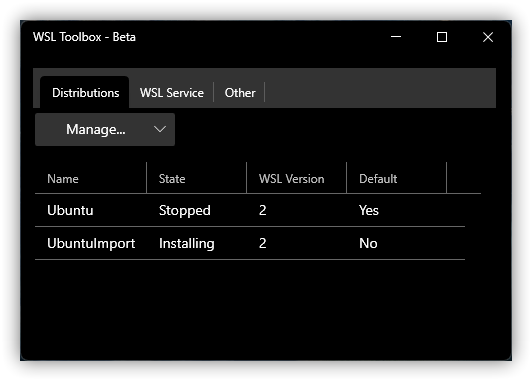 WSL Toolbox - Beta
Distributions WSL Service Other
Manage...
Name State WSL Version Default
Ubuntu Stopped 2 Yes
UbuntuImport Installing 2 No